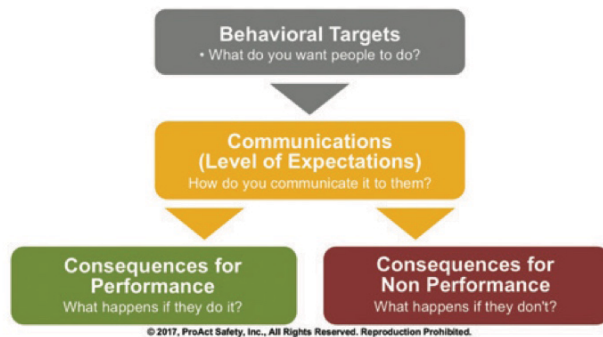 Behavioral Targets
• What do you want people to do?
Communications
(Level of Expectations)
How do you communicate it to them?
Consequences for
Performance
What happens if they do it?
Consequences for
Non Performance
What happens if they don't?
© 2017, ProAct Safety, Inc., All Rights Reserved. Reproduction Prohibited.